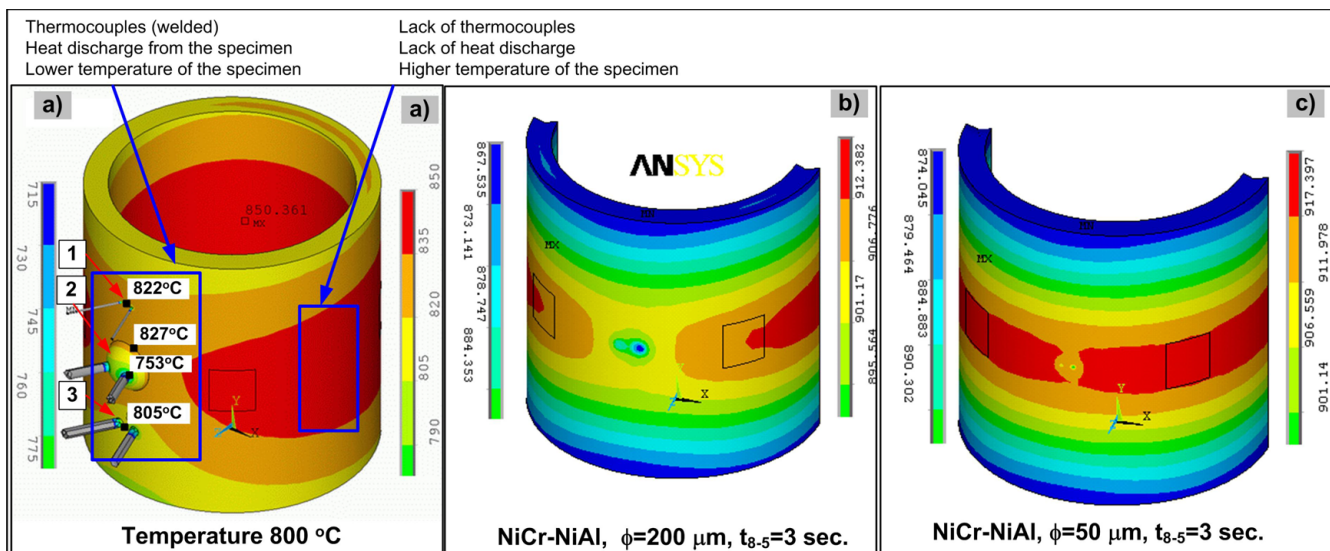 Thermocouples (welded)
Heat discharge from the specimen
Lower temperature of the specimen
Lack of thermocouples
Lack of heat discharge
Higher temperature of the specimen
a)
a)
715
730
745
760
775
850.361
MX
1
2
3
822°C
827°C
753°C
805°C
Y
X
850
835
820
805
790
Temperature 800 °C
b)
ANSYS
867.535
873.141
878.747
884.353
MN
MX
Y
X
912.382
906.776
901.17
895.564
NiCr-NiAl, ϕ=200 µm, t8-5=3 sec.
c)
874.045
879.464
884.883
890.302
MN
MX
Y
X
917.397
911.978
906.559
901.14
NiCr-NiAl, ϕ=50 µm, t8-5=3 sec.